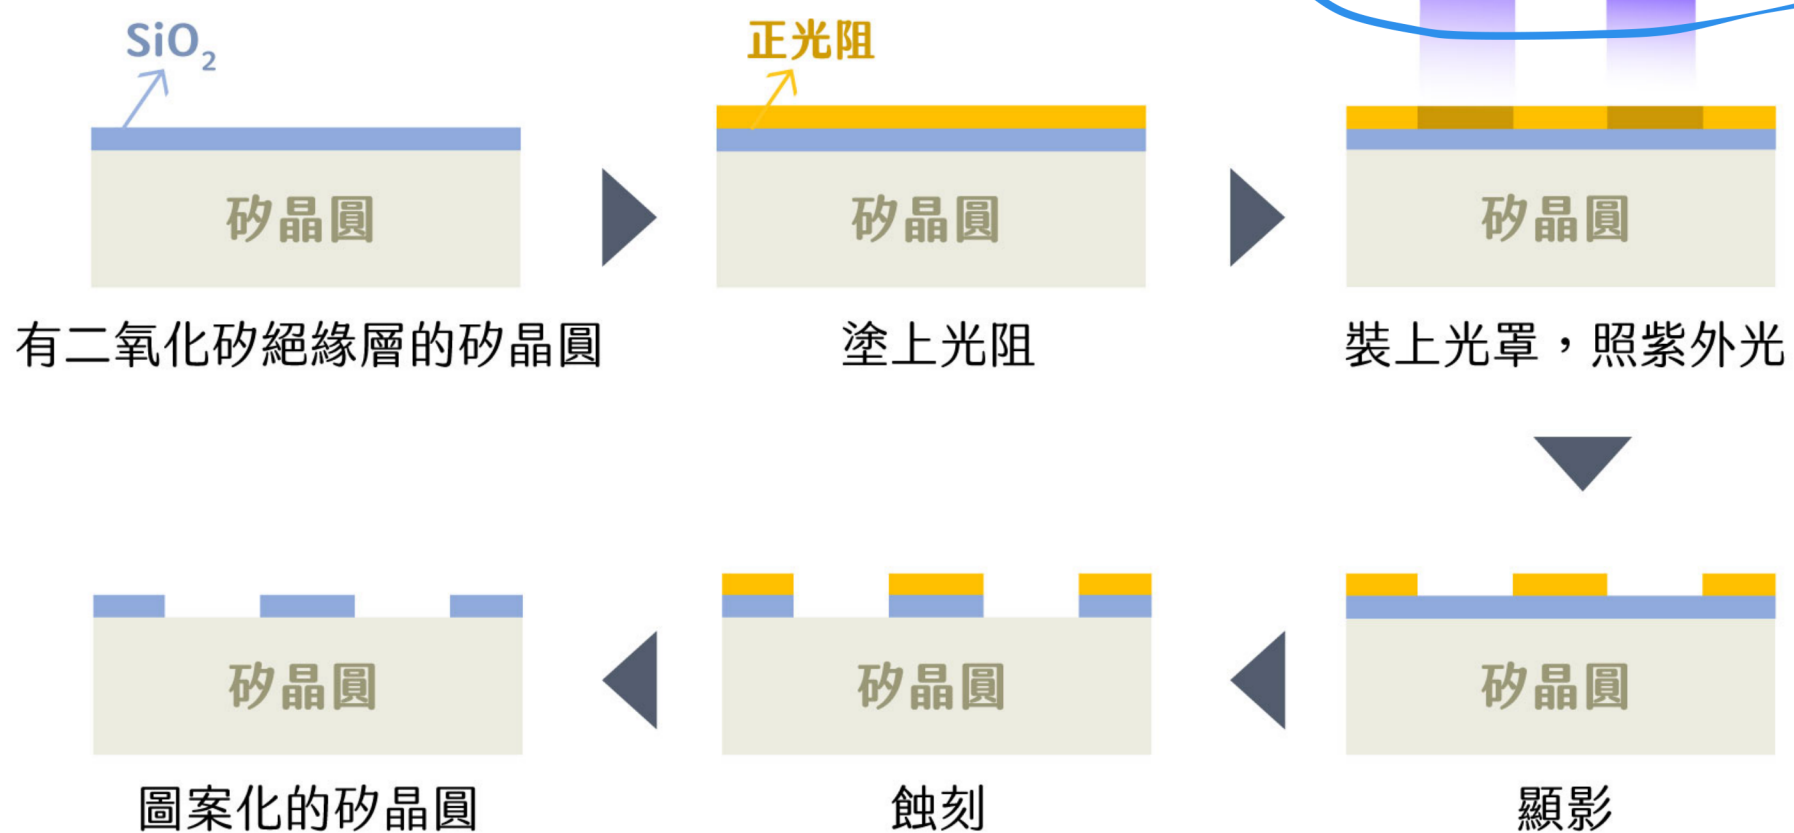 SiO₂
正光阻
矽晶圓
矽晶圓
矽晶圓
有二氧化矽絕緣層的矽晶圓
塗上光阻
裝上光罩，照紫外光
矽晶圓
矽晶圓
矽晶圓
圖案化的矽晶圓
蝕刻
顯影